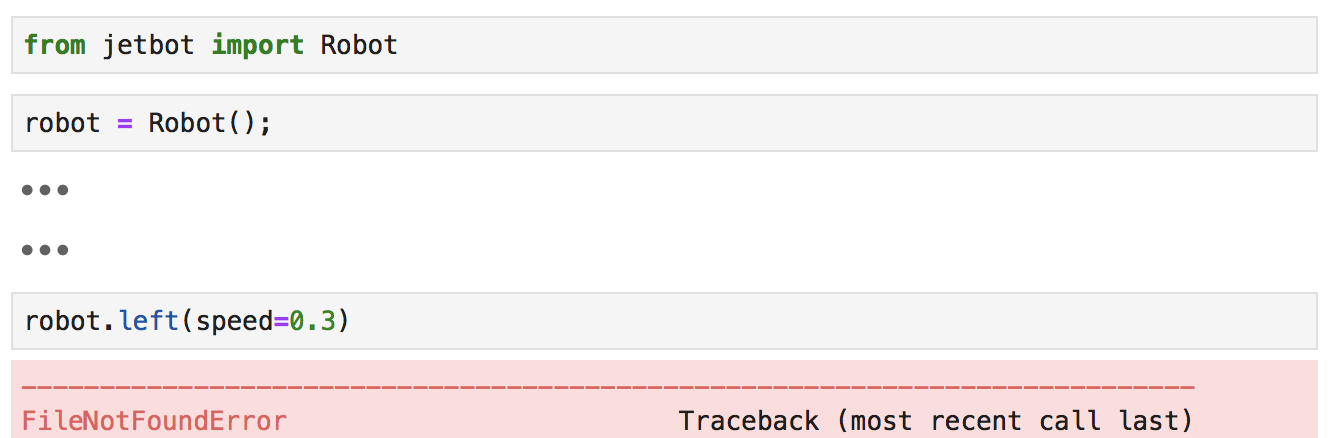 from jetbot import Robot
robot = Robot();
•••
•••
robot.left(speed=0.3)
---------------------------------------------------------------------------
FileNotFoundError                         Traceback (most recent call last)